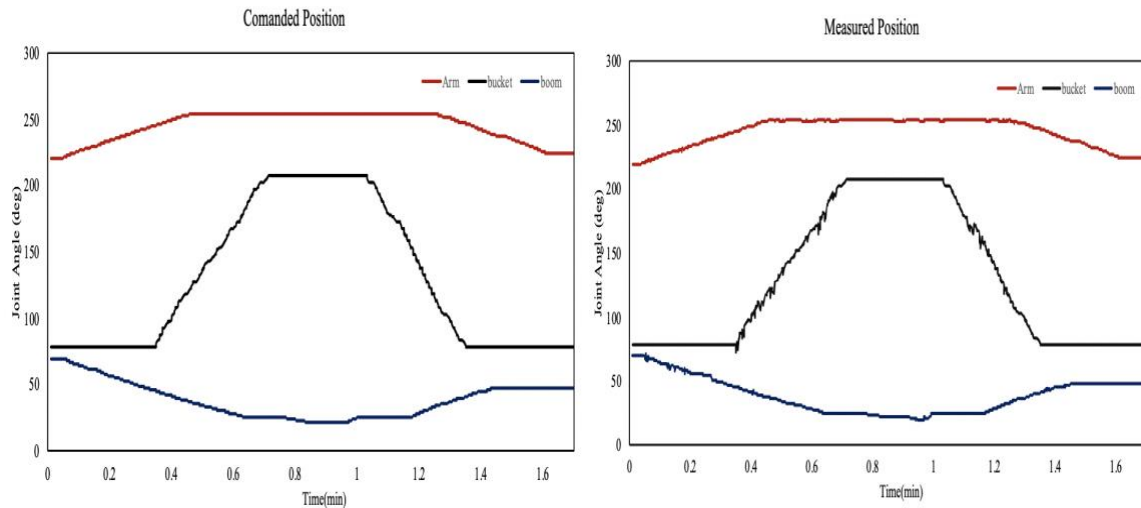 Comanded Position
300
250
200
150
100
50
0
Joint Angle (deg)
Arm bucket boom
0 0.2 0.4 0.6 0.8 1 1.2 1.4 1.6
Time(min)
Measured Position
300
250
200
150
100
50
0
Joint Angle (deg)
Arm bucket boom
0 0.2 0.4 0.6 0.8 1 1.2 1.4 1.6
Time(min)